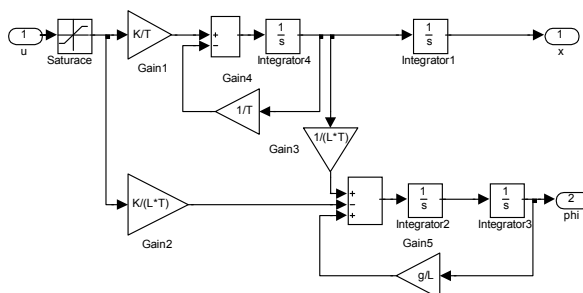 1
u
Saturace
K/T
Gain1
+
−
Gain4
1
s
Integrator4
1
s
Integrator1
1
x
1/T
1/(L*T)
Gain3
K/(L*T)
Gain2
+
−
+
1
s
Integrator2
1
s
Integrator3
2
phi
Gain5
g/L